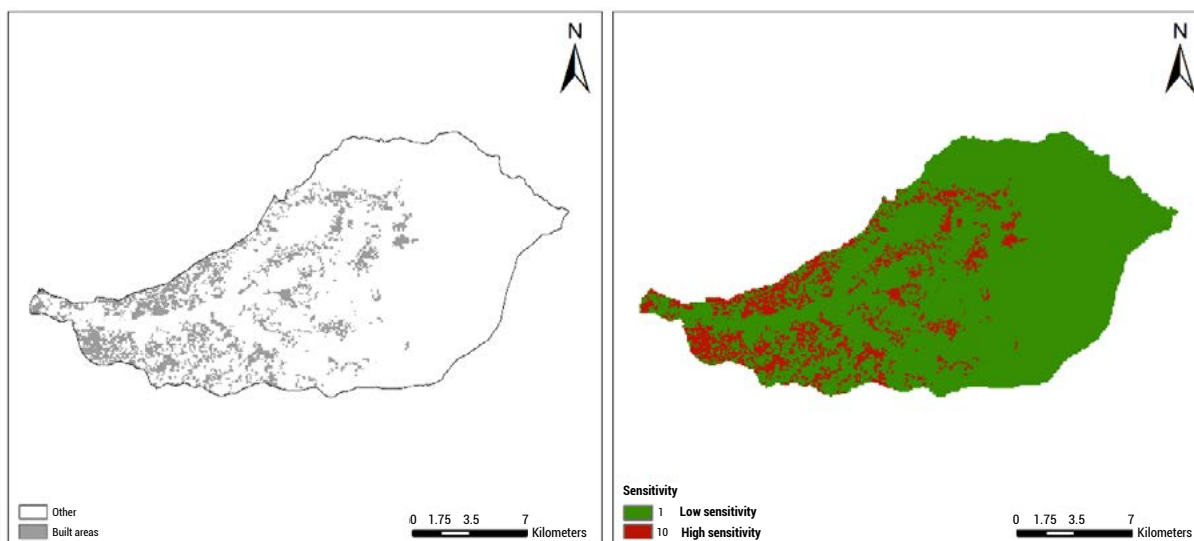 N
Other
Built areas
0 1.75 3.5 7
Kilometers
N
Sensitivity
1 Low sensitivity
10 High sensitivity
0 1.75 3.5 7
Kilometers